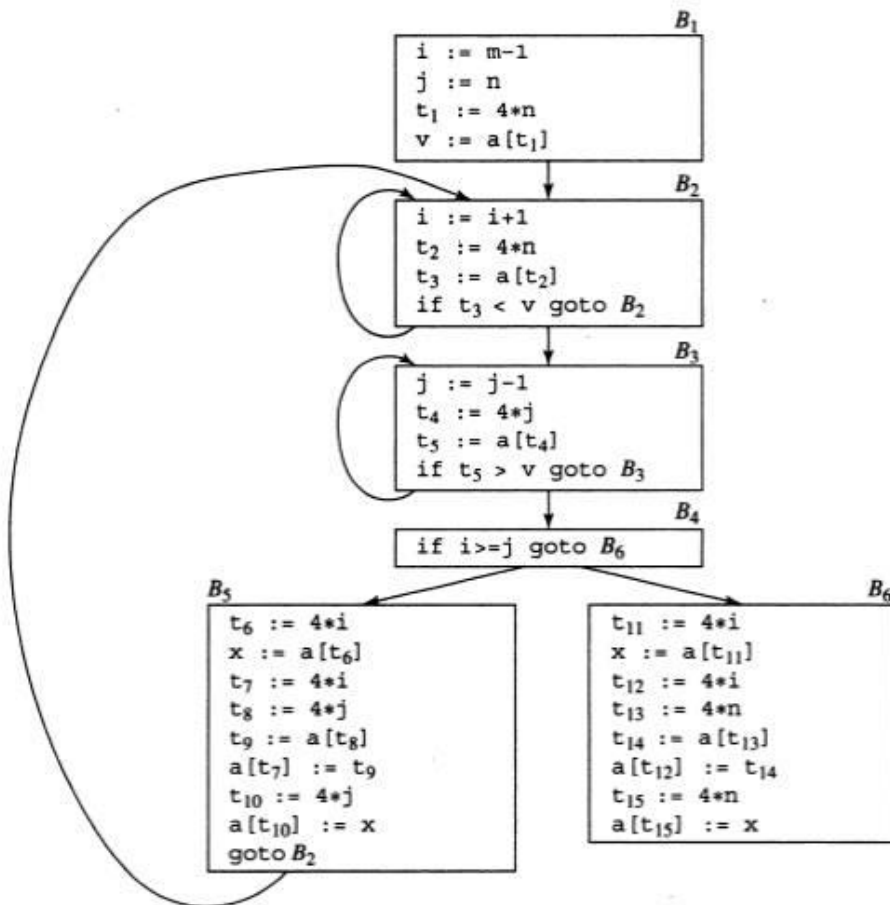 B₁
i := m-1
j := n
t₁ := 4*n
v := a[t₁]
B₂
i := i+1
t₂ := 4*n
t₃ := a[t₂]
if t₃ < v goto B₂
B₃
j := j-1
t₄ := 4*j
t₅ := a[t₄]
if t₅ > v goto B₃
B₄
if i>=j goto B₆
B₅
t₆ := 4*i
x := a[t₆]
t₇ := 4*i
t₈ := 4*j
t₉ := a[t₈]
a[t₇] := t₉
t₁₀ := 4*j
a[t₁₀] := x
goto B₂
B₆
t₁₁ := 4*i
x := a[t₁₁]
t₁₂ := 4*i
t₁₃ := 4*n
t₁₄ := a[t₁₃]
a[t₁₂] := t₁₄
t₁₅ := 4*n
a[t₁₅] := x